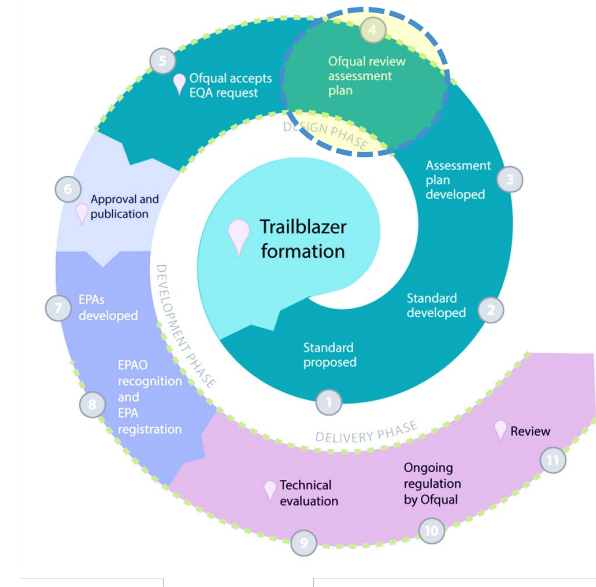 Trailblazer
formation
1
Standard
proposed
2
Standard
developed
3
Assessment
plan
developed
4
Ofqual review
assessment
plan
DESIGN PHASE
5
Ofqual accepts
EQA request
6
Approval and
publication
7
EPAs
developed
DEVELOPMENT PHASE
8
EPAO
recognition
and
EPA
registration
9
Technical
evaluation
DELIVERY PHASE
10
Ongoing
regulation
by Ofqual
11
Review